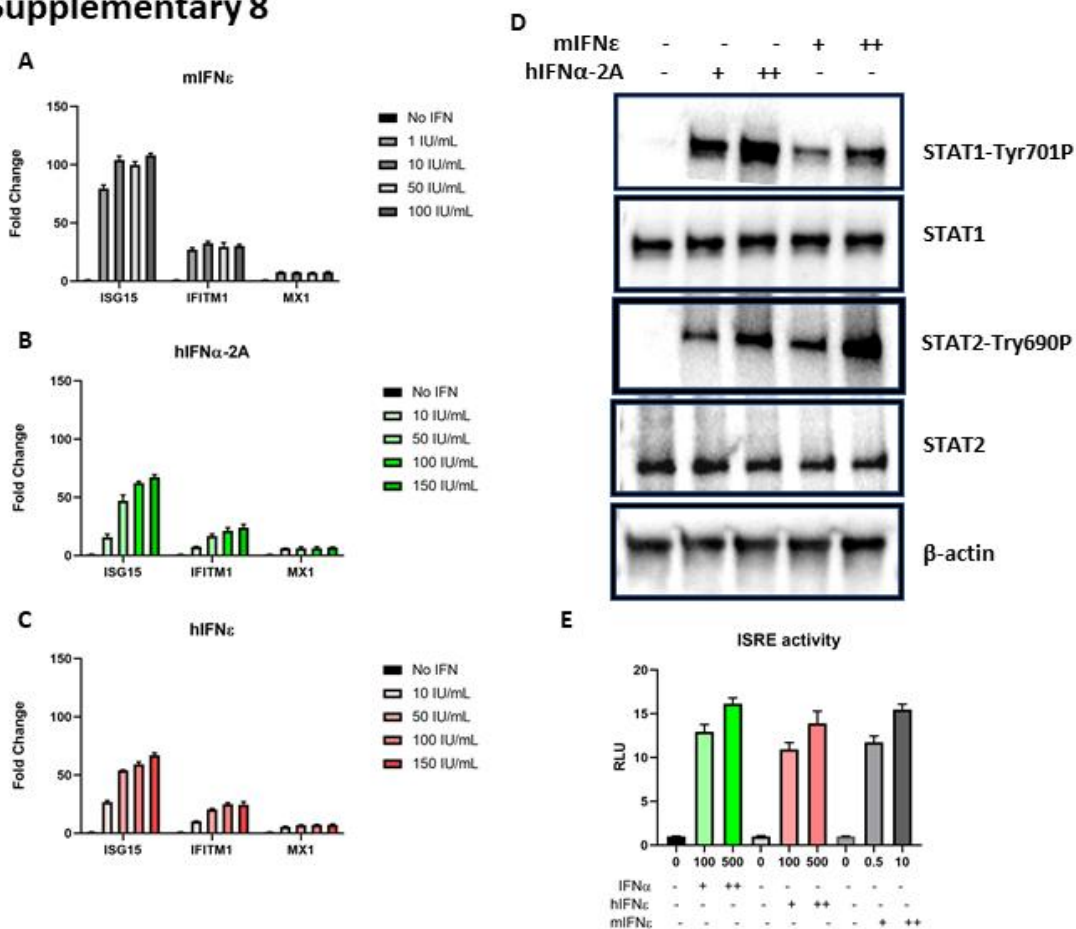 Supplementary 8
A
mIFNε
150
100
50
0
Fold Change
ISG15 IFITM1 MX1
No IFN
1 IU/mL
10 IU/mL
50 IU/mL
100 IU/mL
B
hIFNα-2A
150
100
50
0
Fold Change
ISG15 IFITM1 MX1
No IFN
10 IU/mL
50 IU/mL
100 IU/mL
150 IU/mL
C
hIFNε
150
100
50
0
Fold Change
ISG15 IFITM1 MX1
No IFN
10 IU/mL
50 IU/mL
100 IU/mL
150 IU/mL
D
mIFNε - - - + ++
hIFNα-2A - + ++ - -
STAT1-Tyr701P
STAT1
STAT2-Try690P
STAT2
β-actin
E
ISRE activity
20
15
10
5
0
RLU
0 100 500 0 100 500 0 0.5 10
IFNα - + ++ - - - - - -
hIFNε - - - - + ++ - - -
mIFNε - - - - - - - + ++